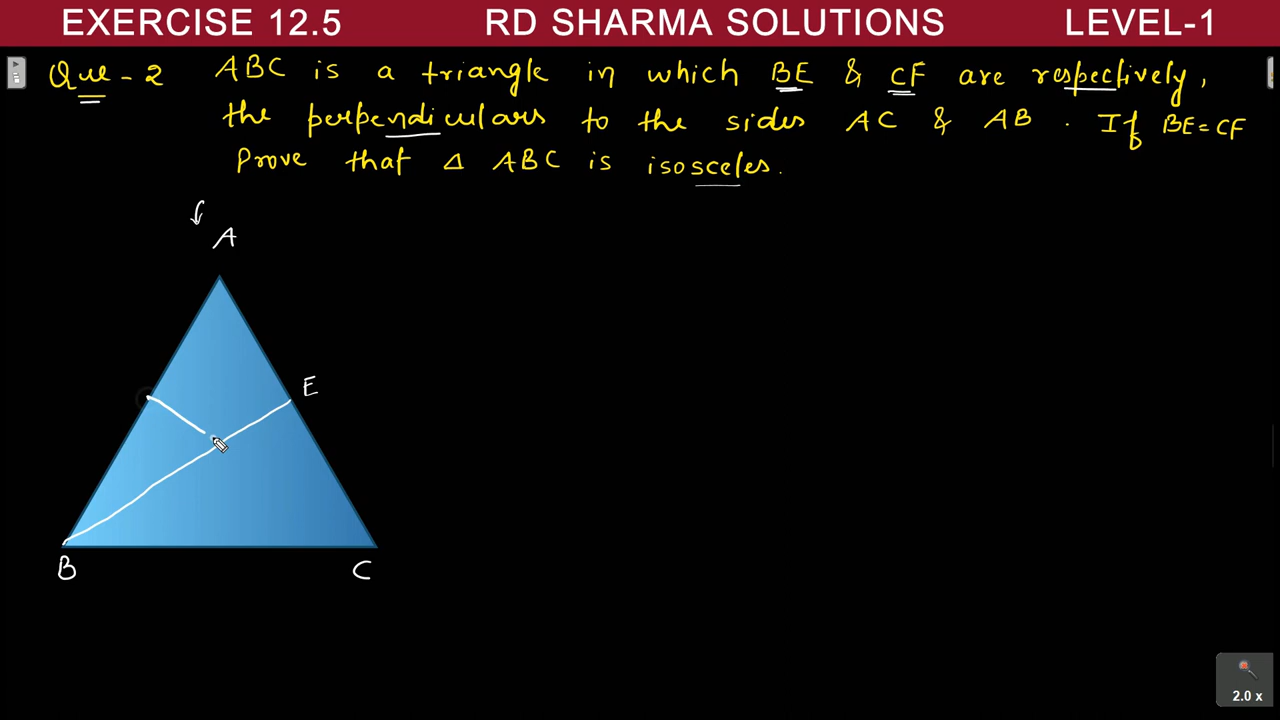 EXERCISE 12.5 RD SHARMA SOLUTIONS LEVEL-1
Que-2 ABC is a triangle in which BE & CF are respectively,
the perpendiculars to the sides AC & AB. If BE=CF
Prove that Δ ABC is isosceles.
A
E
B C
2.0 x